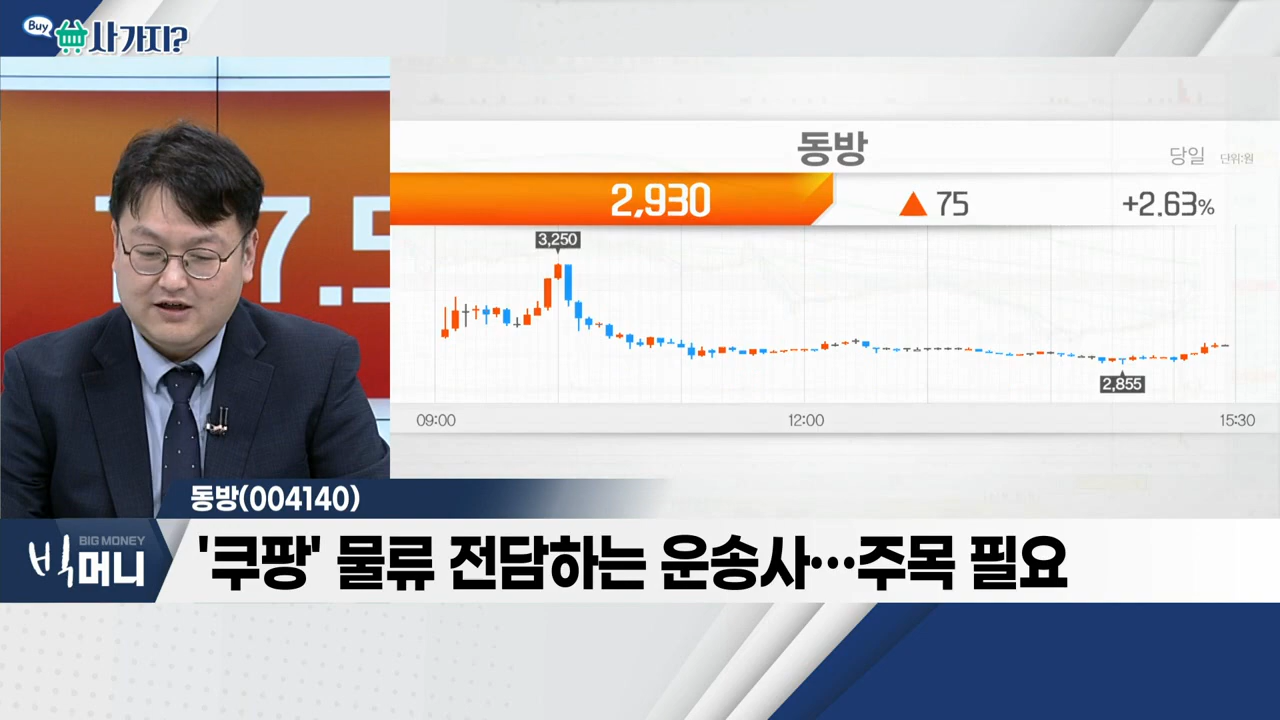 Buy
사가지?
7.5
동방
당일 단위:원
2,930 ▲ 75 +2.63%
3,250
2,855
09:00 12:00 15:30
동방(004140)
BIG MONEY
빅머니
'쿠팡' 물류 전담하는 운송사…주목 필요